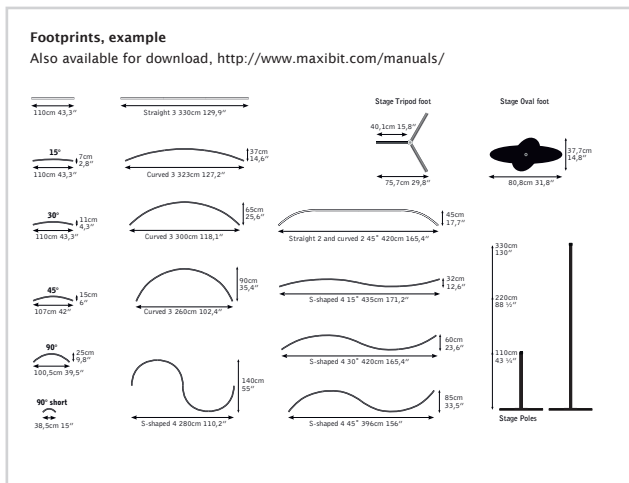 Footprints, example
Also available for download, http://www.maxibit.com/manuals/
110cm 43,3"
Straight 3 330cm 129,9"
Stage Tripod foot
Stage Oval foot
40,1cm 15,8"
75,7cm 29,8"
37,7cm
14,8"
80,8cm 31,8"
15°
7cm
2,8"
110cm 43,3"
37cm
14,6"
Curved 3 323cm 127,2"
30°
11cm
4,3"
110cm 43,3"
65cm
25,6"
Curved 3 300cm 118,1"
45cm
17,7"
Straight 2 and curved 2 45° 420cm 165,4"
45°
15cm
6"
107cm 42"
90cm
35,4"
Curved 3 260cm 102,4"
32cm
12,6"
S-shaped 4 15° 435cm 171,2"
90°
25cm
9,8"
100,5cm 39,5"
60cm
23,6"
S-shaped 4 30° 420cm 165,4"
90° short
38,5cm 15"
140cm
55"
S-shaped 4 280cm 110,2"
85cm
33,5"
S-shaped 4 45° 396cm 156"
330cm
130"
220cm
88 ½"
110cm
43 ¼"
Stage Poles